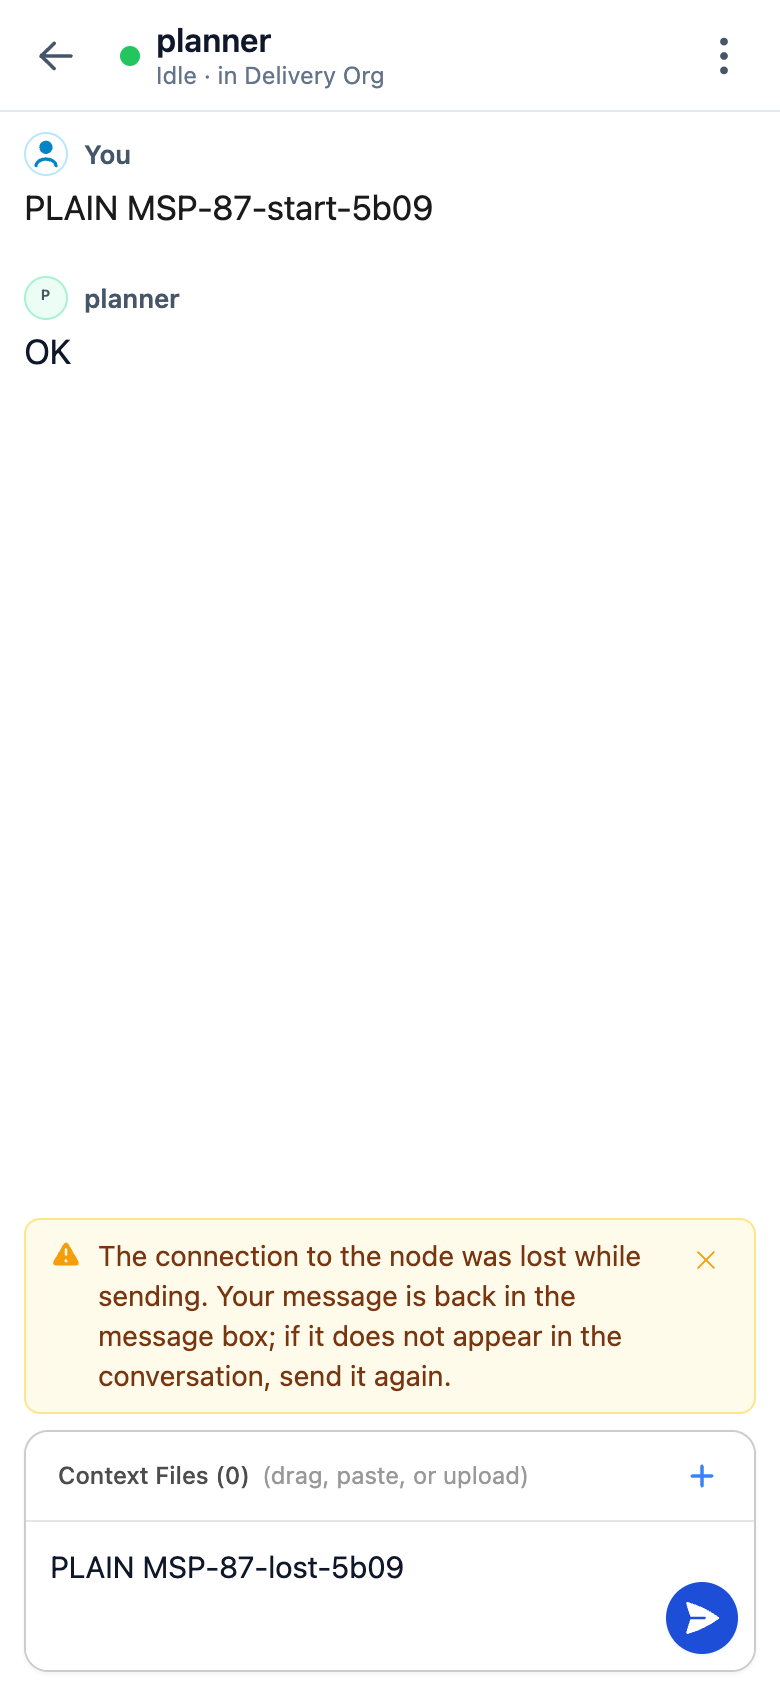 planner
Idle · in Delivery Org
You
PLAIN MSP-87-start-5b09
P
planner
OK
The connection to the node was lost while
sending. Your message is back in the
message box; if it does not appear in the
conversation, send it again.
Context Files (0) (drag, paste, or upload)
PLAIN MSP-87-lost-5b09